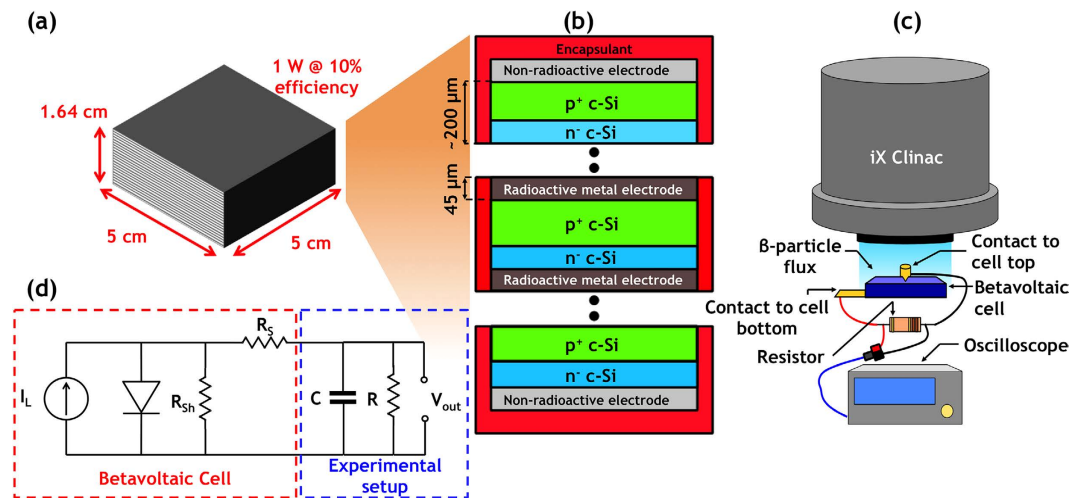 (a)
1 W @ 10%
efficiency
1.64 cm
5 cm
5 cm
(b)
Encapsulant
Non-radioactive electrode
p⁺ c-Si
n⁻ c-Si
~200 μm
Radioactive metal electrode
45 μm
p⁺ c-Si
n⁻ c-Si
Radioactive metal electrode
p⁺ c-Si
n⁻ c-Si
Non-radioactive electrode
(c)
iX Clinac
ß-particle
flux
Contact to
cell top
Contact to cell
bottom
Betavoltaic
cell
Resistor
Oscilloscope
(d)
I_L
R_Sh
R_S
C
R
V_out
Betavoltaic Cell
Experimental
setup